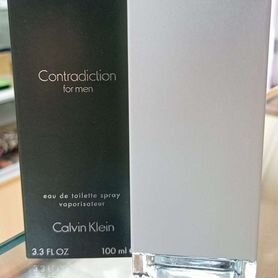 Contradiction
for men
eau de toilette spray
vaporisateur
Calvin Klein
3.3 FL OZ 100 ml